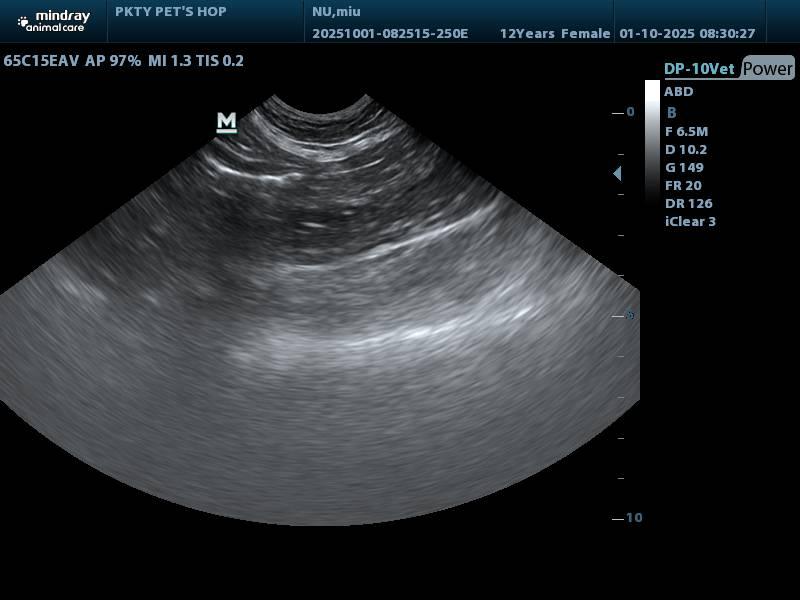 mindray
animalcare
PKTY PET'S HOP
NU,miu
20251001-082515-250E
12Years Female
01-10-2025 08:30:27
65C15EAV AP 97% MI 1.3 TIS 0.2
DP-10Vet
Power
M
ABD
B
F 6.5M
D 10.2
G 149
FR 20
DR 126
iClear 3
0
5
10